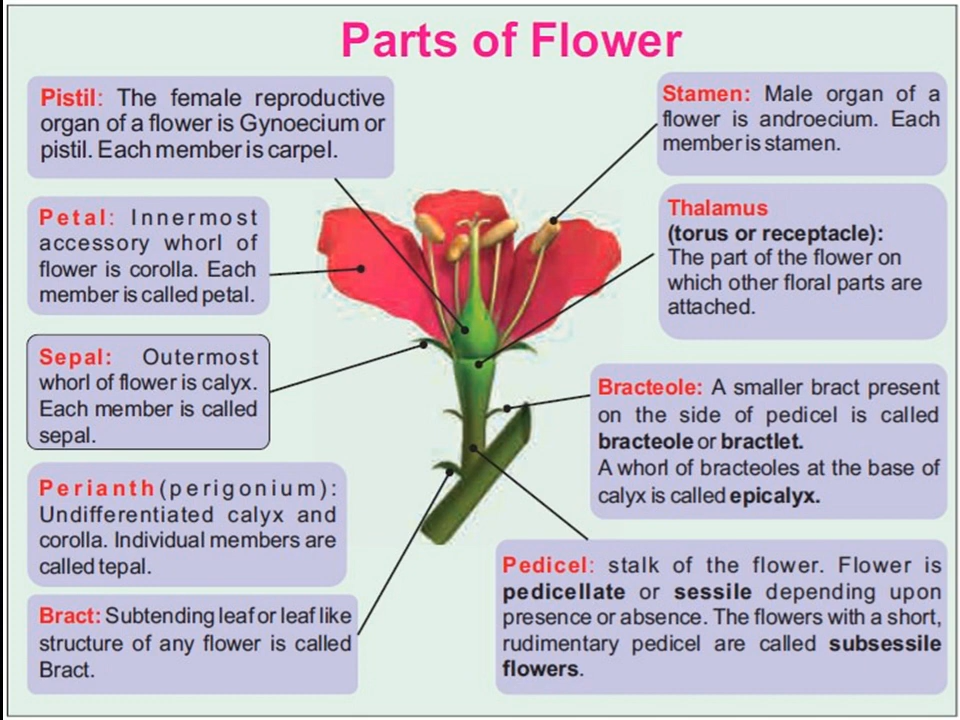 Parts of Flower
Pistil: The female reproductive
organ of a flower is Gynoecium or
pistil. Each member is carpel.
Petal: Innermost
accessory whorl of
flower is corolla. Each
member is called petal.
Sepal: Outermost
whorl of flower is calyx.
Each member is called
sepal.
Perianth (perigonium):
Undifferentiated calyx and
corolla. Individual members are
called tepal.
Bract: Subtending leaf or leaf like
structure of any flower is called
Bract.
Stamen: Male organ of a
flower is androecium. Each
member is stamen.
Thalamus
(torus or receptacle):
The part of the flower on
which other floral parts are
attached.
Bracteole: A smaller bract present
on the side of pedicel is called
bracteole or bractlet.
A whorl of bracteoles at the base of
calyx is called epicalyx.
Pedicel: stalk of the flower. Flower is
pedicellate or sessile depending upon
presence or absence. The flowers with a short,
rudimentary pedicel are called subsessile
flowers.